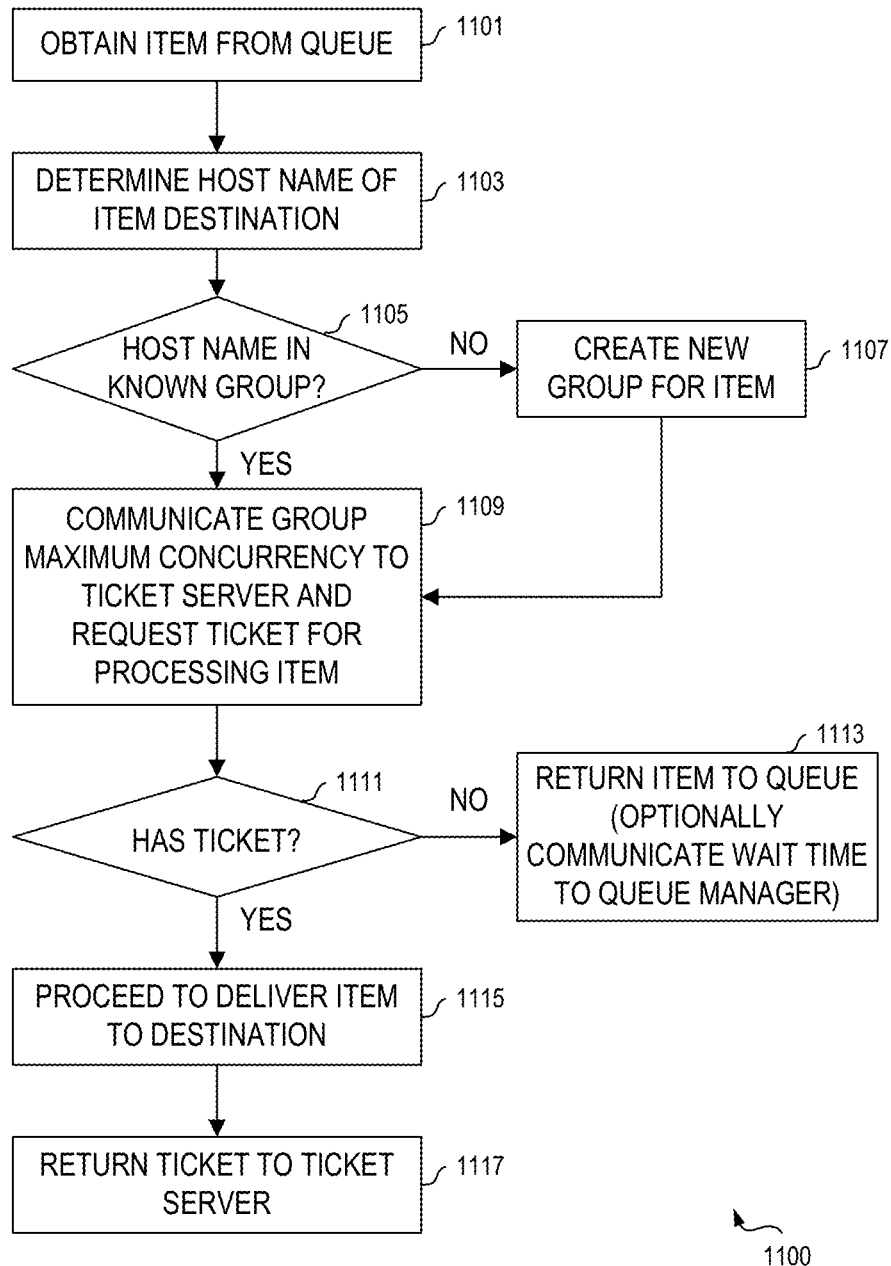 OBTAIN ITEM FROM QUEUE
1101
DETERMINE HOST NAME OF
ITEM DESTINATION
1103
HOST NAME IN
KNOWN GROUP?
1105
NO
CREATE NEW
GROUP FOR ITEM
1107
YES
COMMUNICATE GROUP
MAXIMUM CONCURRENCY TO
TICKET SERVER AND
REQUEST TICKET FOR
PROCESSING ITEM
1109
HAS TICKET?
1111
NO
1113
RETURN ITEM TO QUEUE
(OPTIONALLY
COMMUNICATE WAIT TIME
TO QUEUE MANAGER)
YES
PROCEED TO DELIVER ITEM
TO DESTINATION
1115
RETURN TICKET TO TICKET
SERVER
1117
1100